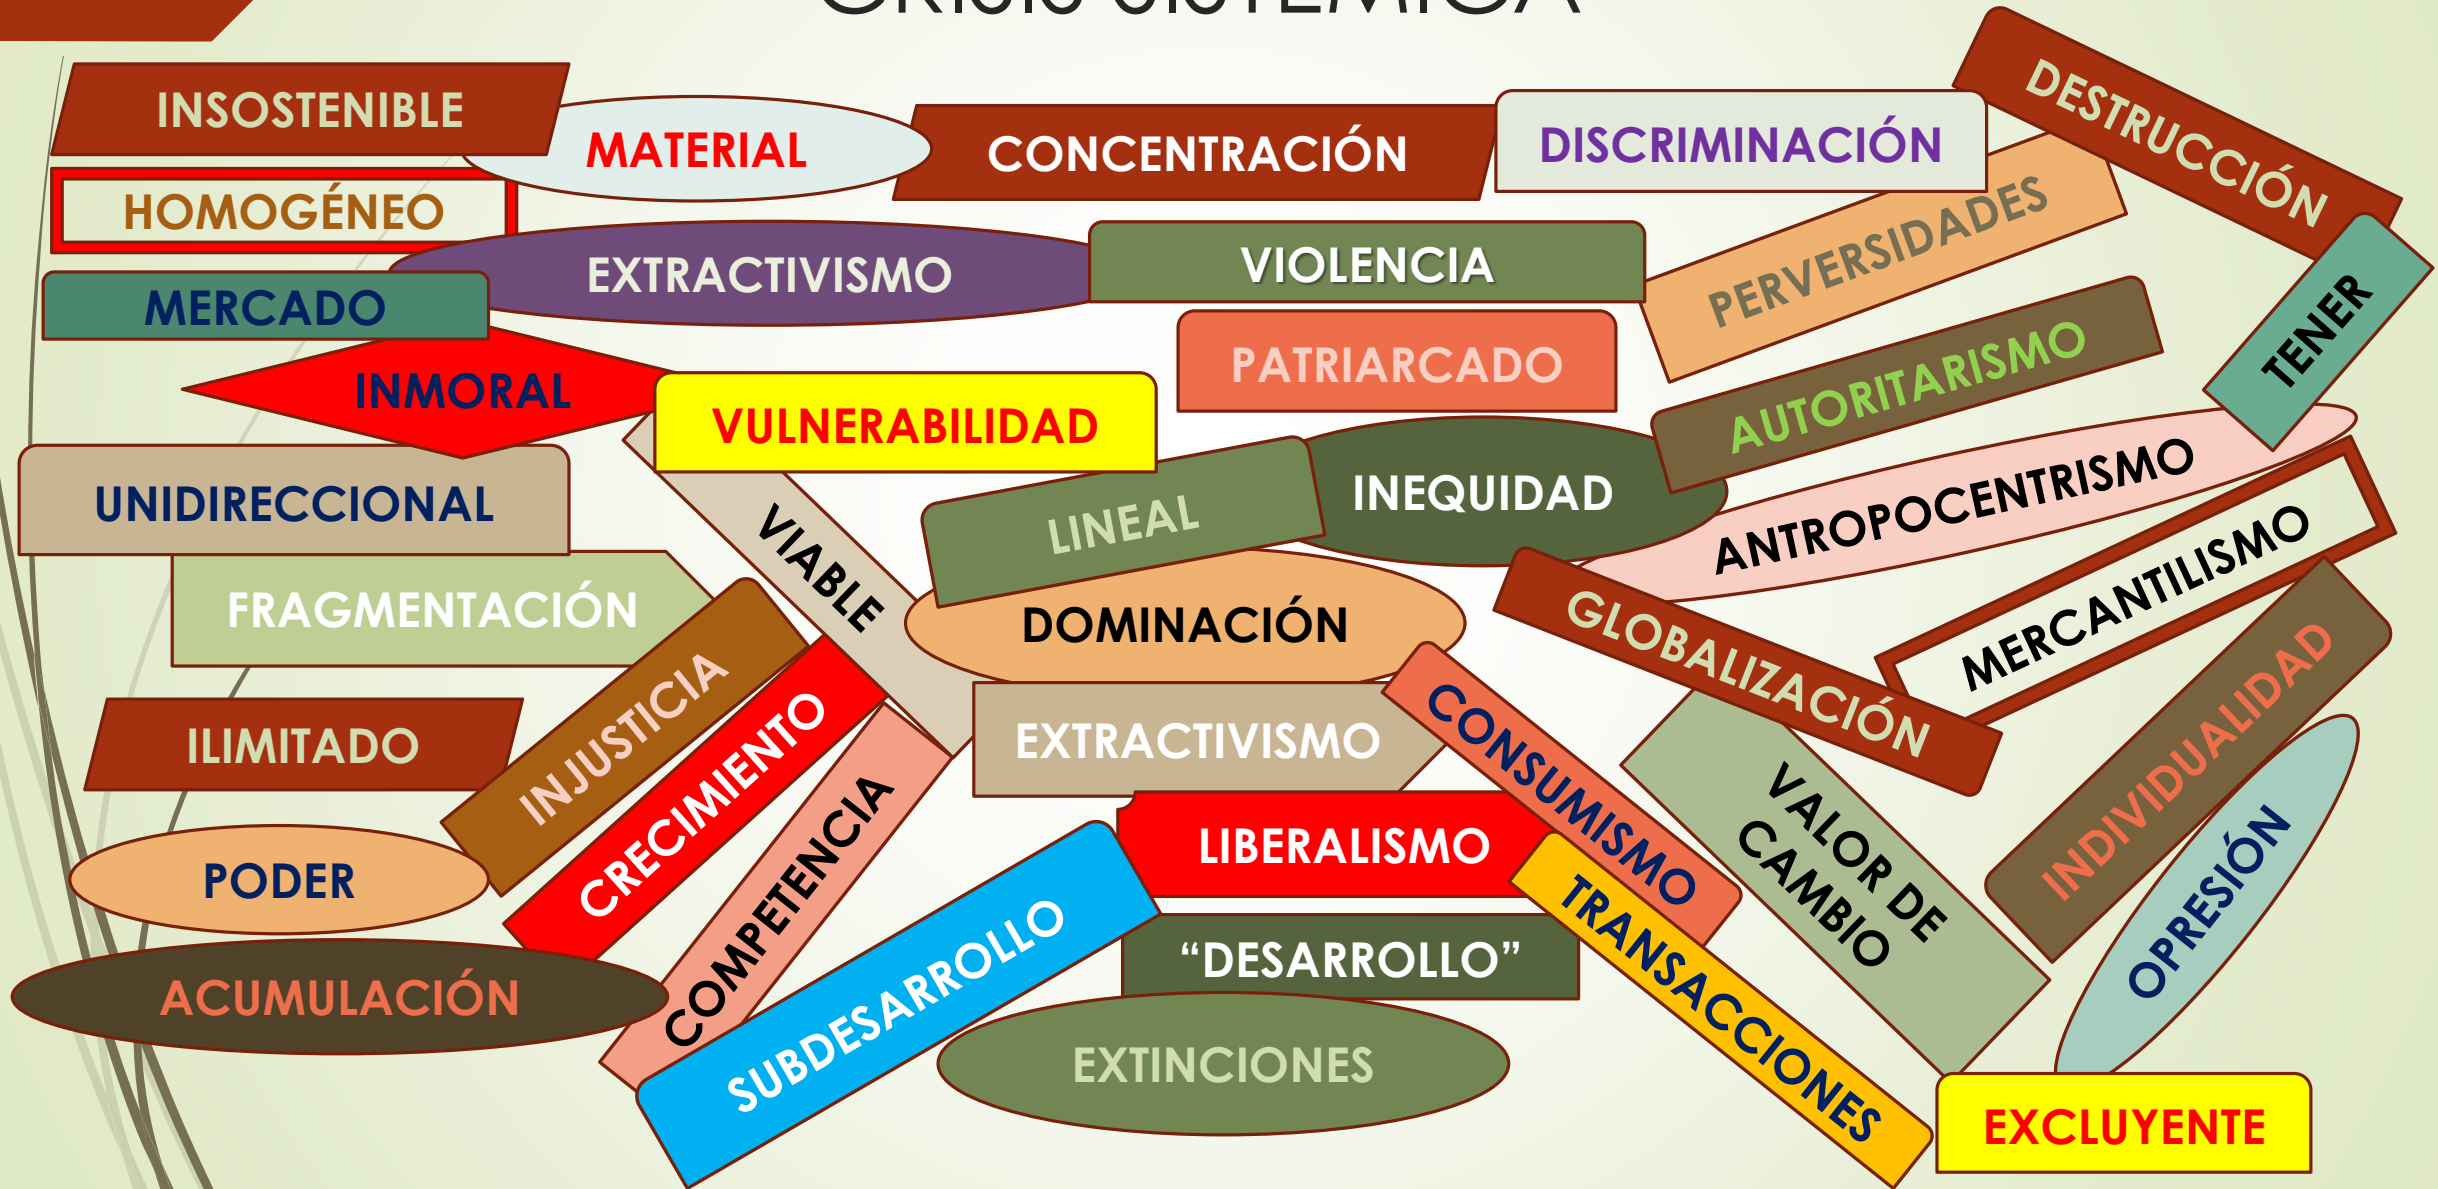 CRISIS SISTÉMICA
INSOSTENIBLE
MATERIAL
CONCENTRACIÓN
DISCRIMINACIÓN
DESTRUCCIÓN
HOMOGÉNEO
PERVERSIDADES
EXTRACTIVISMO
VIOLENCIA
MERCADO
TENER
INMORAL
PATRIARCADO
AUTORITARISMO
VULNERABILIDAD
UNIDIRECCIONAL
LINEAL
INEQUIDAD
ANTROPOCENTRISMO
VIABLE
MERCANTILISMO
FRAGMENTACIÓN
DOMINACIÓN
GLOBALIZACIÓN
INJUSTICIA
INDIVIDUALIDAD
ILIMITADO
EXTRACTIVISMO
CONSUMISMO
CRECIMIENTO
VALOR DE
CAMBIO
LIBERALISMO
PODER
COMPETENCIA
OPRESIÓN
SUBDESARROLLO
“DESARROLLO”
TRANSACCIONES
ACUMULACIÓN
EXTINCIONES
EXCLUYENTE